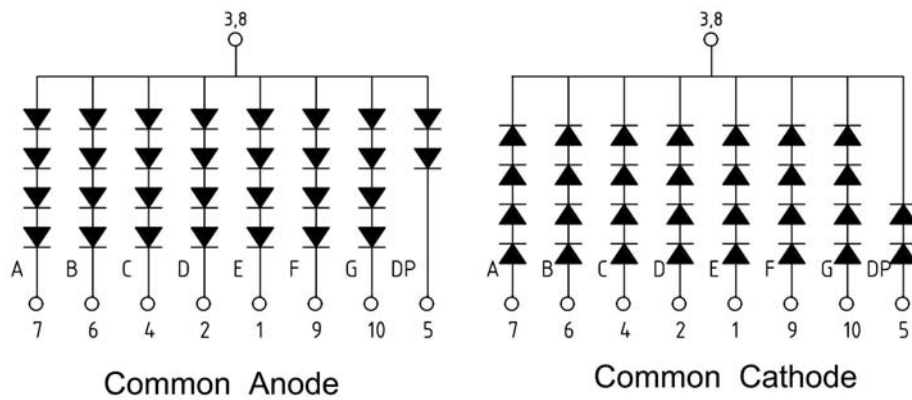 3,8 3,8
A B C D E F G DP A B C D E F G DP
7 6 4 2 1 9 10 5 7 6 4 2 1 9 10 5
Common Anode Common Cathode